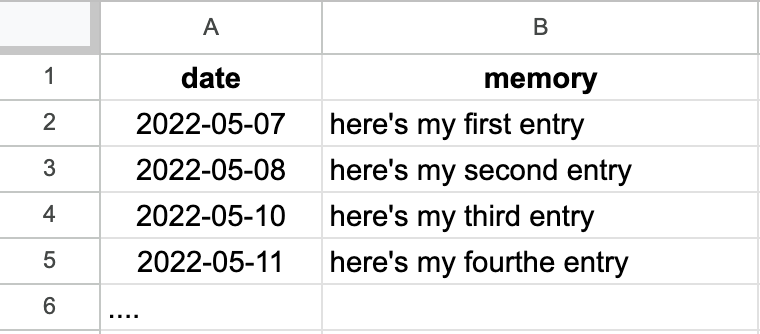 A B
1 date memory
2 2022-05-07 here's my first entry
3 2022-05-08 here's my second entry
4 2022-05-10 here's my third entry
5 2022-05-11 here's my fourthe entry
6 ....